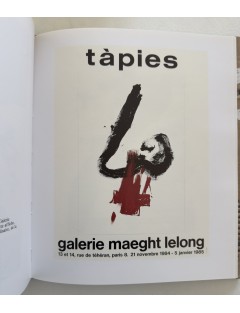 tàpies
galerie maeght lelong
13 et 14, rue de téhéran, paris 8. 21 novembre 1984 - 5 janvier 1985